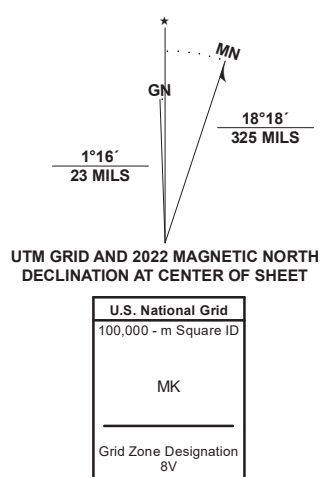 ★
MN
GN
18°18´
325 MILS
1°16´
23 MILS
UTM GRID AND 2022 MAGNETIC NORTH
DECLINATION AT CENTER OF SHEET
U.S. National Grid
100,000 - m Square ID
MK
Grid Zone Designation
8V